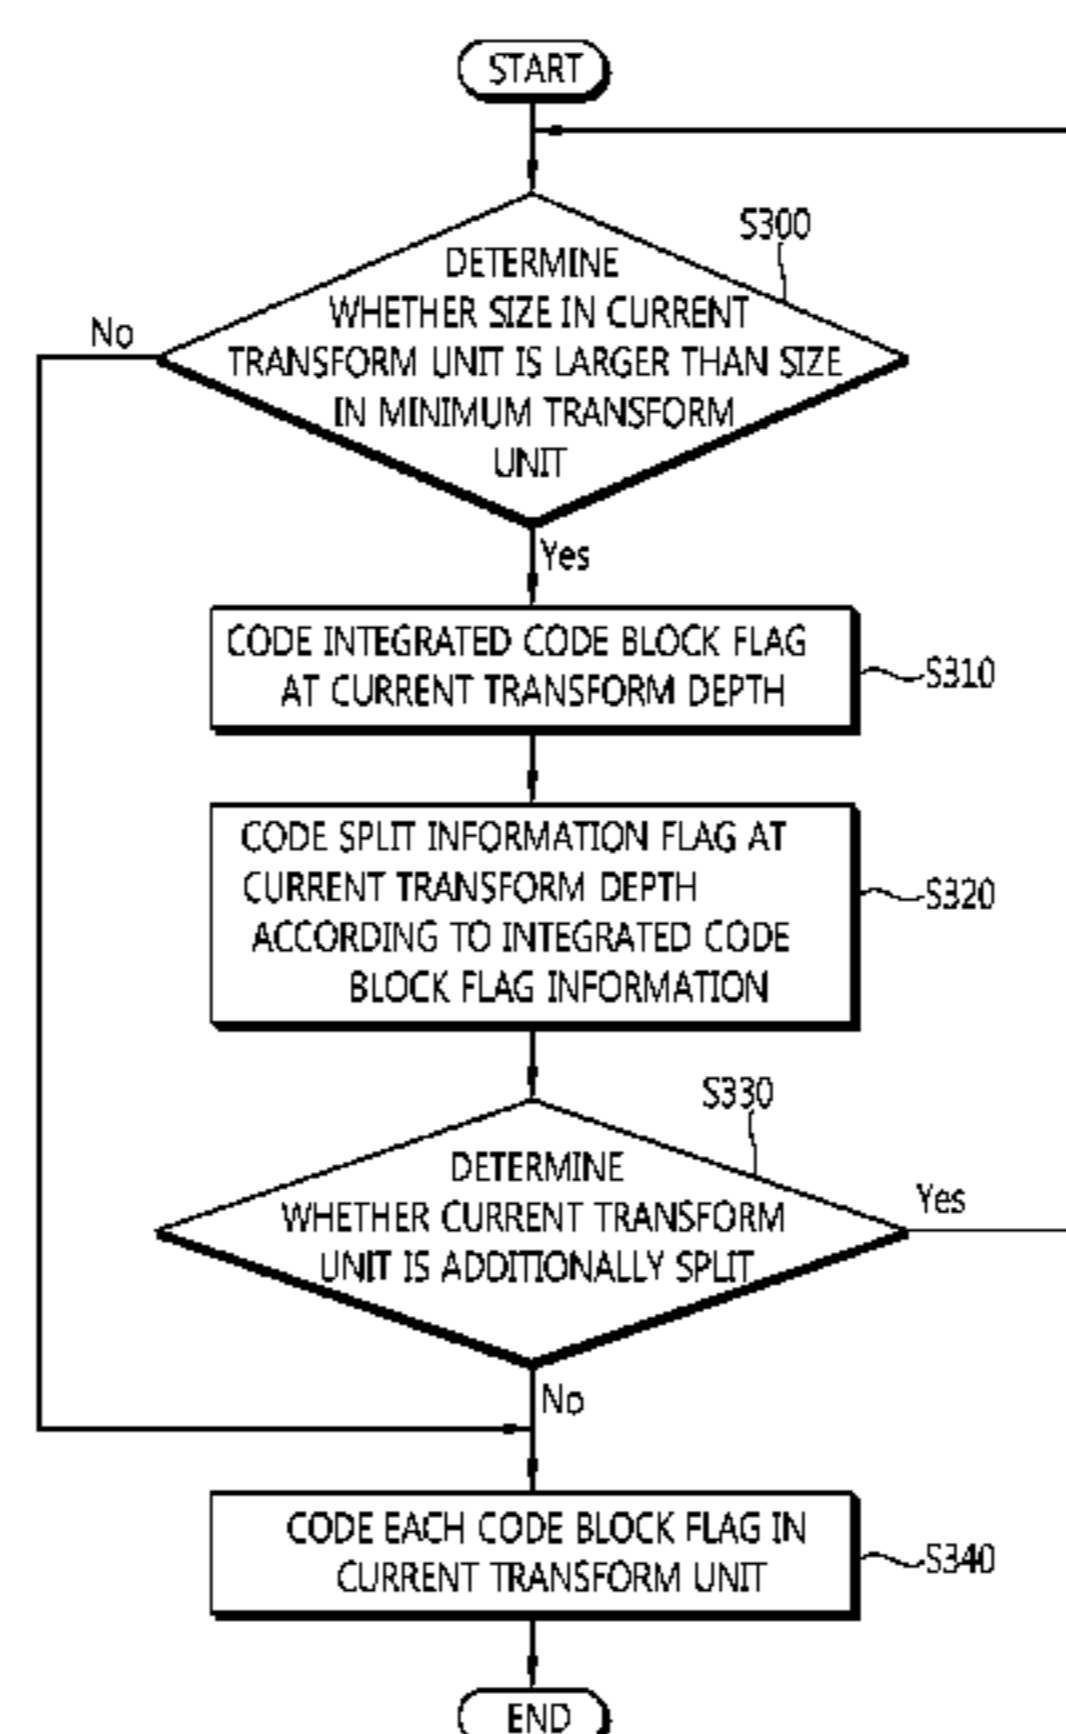 START
S300
DETERMINE
WHETHER SIZE IN CURRENT
TRANSFORM UNIT IS LARGER THAN SIZE
IN MINIMUM TRANSFORM
UNIT
No
Yes
CODE INTEGRATED CODE BLOCK FLAG
AT CURRENT TRANSFORM DEPTH
S310
CODE SPLIT INFORMATION FLAG AT
CURRENT TRANSFORM DEPTH
ACCORDING TO INTEGRATED CODE
BLOCK FLAG INFORMATION
S320
S330
DETERMINE
WHETHER CURRENT TRANSFORM
UNIT IS ADDITIONALLY SPLIT
Yes
No
CODE EACH CODE BLOCK FLAG IN
CURRENT TRANSFORM UNIT
S340
END